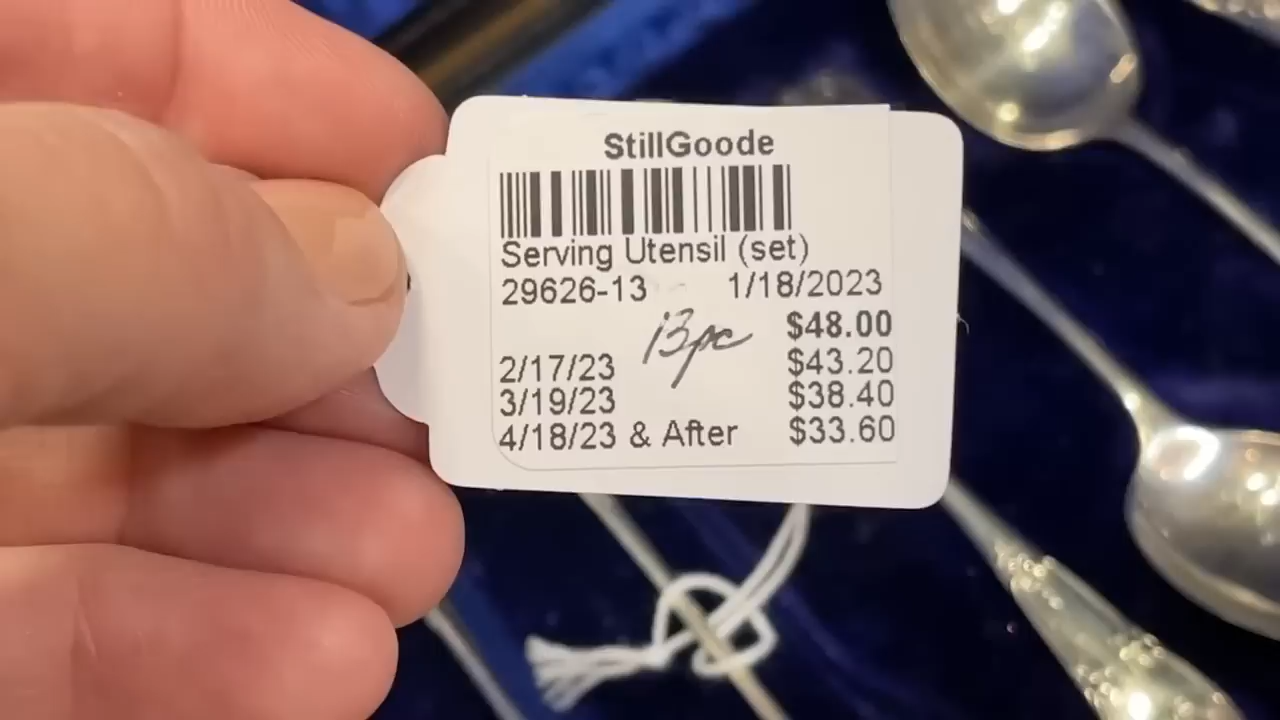 StillGoode
Serving Utensil (set)
29626-13 1/18/2023
13pc $48.00
2/17/23 $43.20
3/19/23 $38.40
4/18/23 & After $33.60